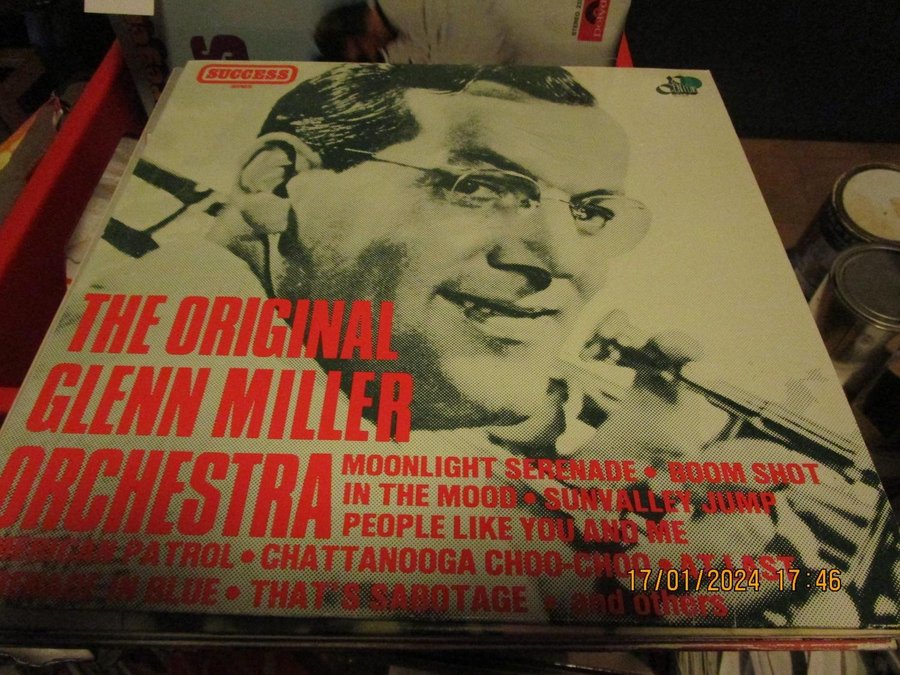 SUCCESS
THE ORIGINAL
GLENN MILLER
ORCHESTRA
MOONLIGHT SERENADE • BOOM SHOT
IN THE MOOD • SUNVALLEY JUMP
PEOPLE LIKE YOU AND ME
PATROL • CHATTANOOGA CHOO-CHOO • AT LAST
BLUE • THAT'S SABOTAGE • and others
17/01/2024 17:46